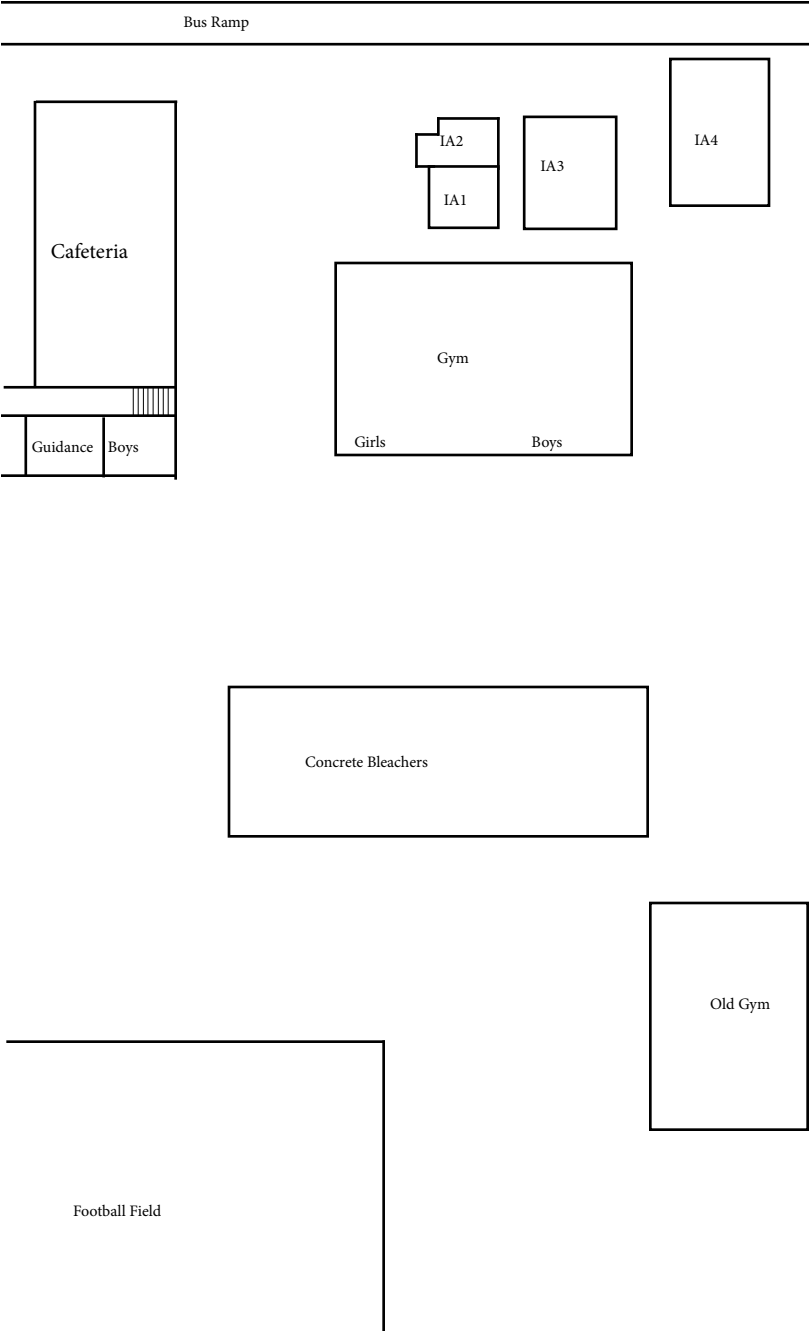 Bus Ramp
IA2
IA4
IA3
IA1
Cafeteria
Gym
Girls
Boys
Guidance
Boys
Concrete Bleachers
Old Gym
Football Field